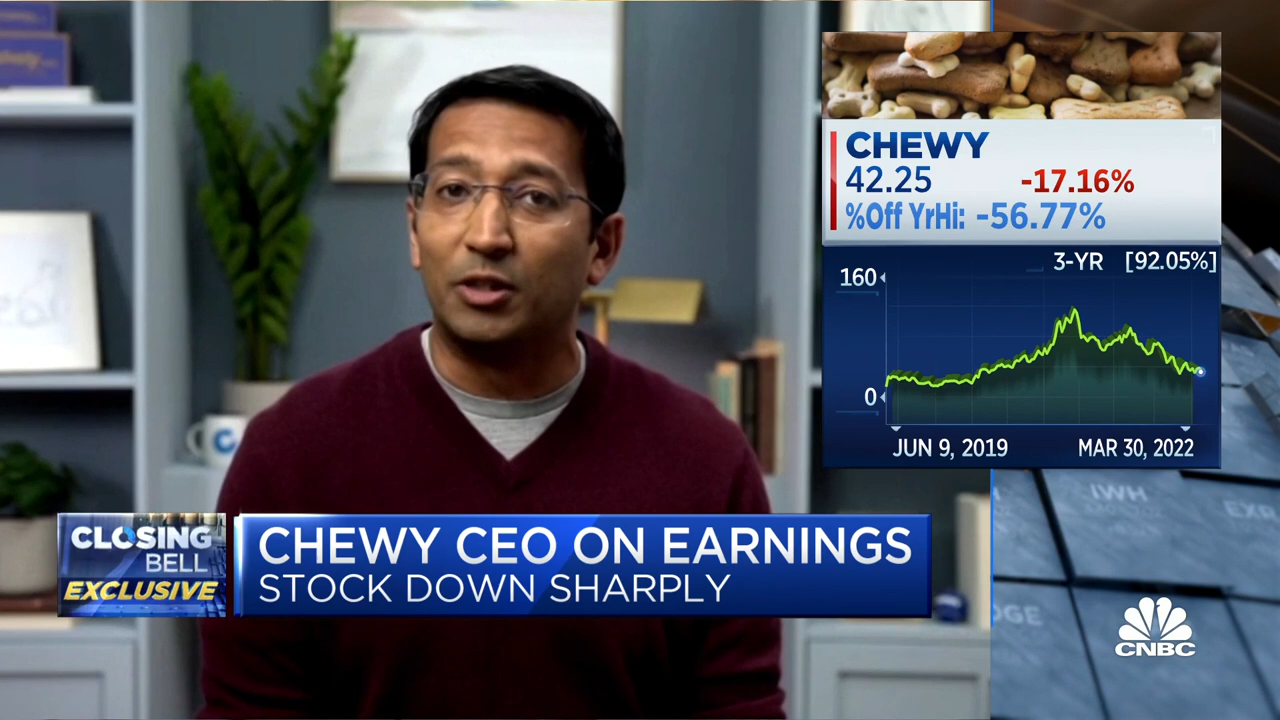 CHEWY
42.25 -17.16%
%Off YrHi: -56.77%
3-YR [92.05%]
160
0
JUN 9, 2019 MAR 30, 2022
CLOSING
BELL
EXCLUSIVE
CHEWY CEO ON EARNINGS
STOCK DOWN SHARPLY
IWH
CNBC